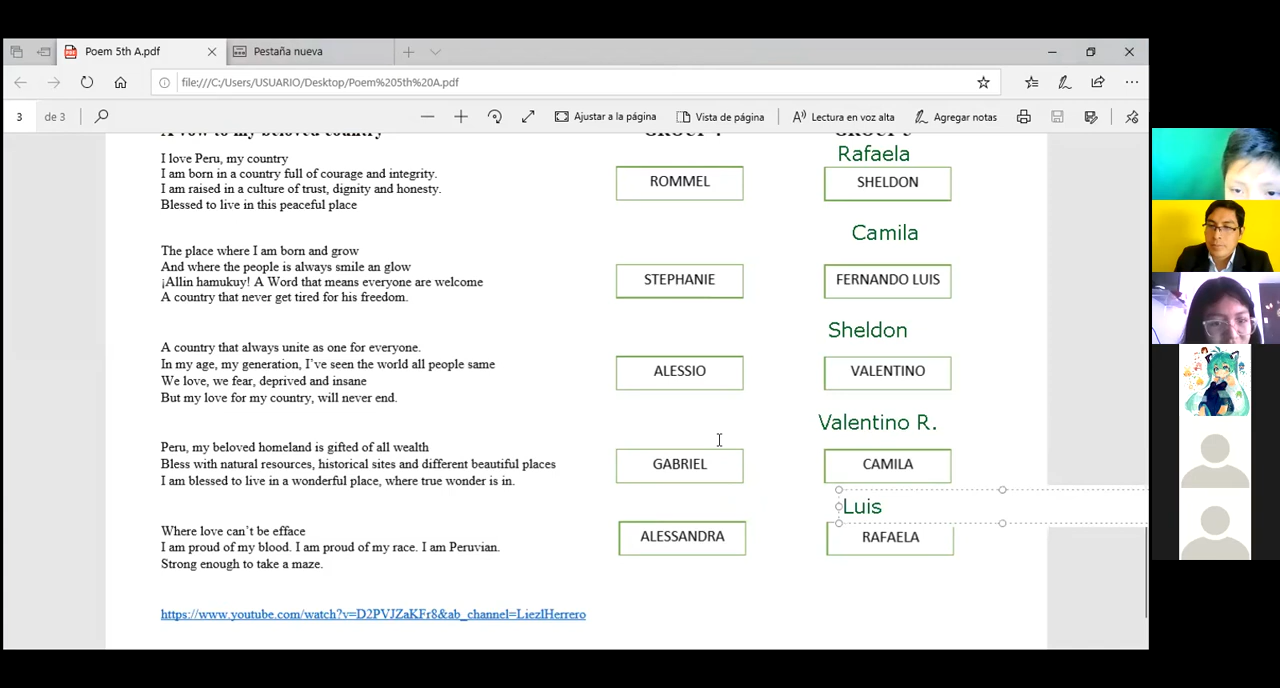 Poem 5th A.pdf
Pestaña nueva
file:///C:/Users/USUARIO/Desktop/Poem%205th%20A.pdf
3 de 3
Ajustar a la página
Vista de página
Lectura en voz alta
Agregar notas
A vow to my beloved country
Rafaela
I love Peru, my country
I am born in a country full of courage and integrity.
I am raised in a culture of trust, dignity and honesty.
Blessed to live in this peaceful place
ROMMEL
SHELDON
Camila
The place where I am born and grow
And where the people is always smile an glow
¡Allin hamukuy! A Word that means everyone are welcome
A country that never get tired for his freedom.
STEPHANIE
FERNANDO LUIS
Sheldon
A country that always unite as one for everyone.
In my age, my generation, I’ve seen the world all people same
We love, we fear, deprived and insane
But my love for my country, will never end.
ALESSIO
VALENTINO
Valentino R.
Peru, my beloved homeland is gifted of all wealth
Bless with natural resources, historical sites and different beautiful places
I am blessed to live in a wonderful place, where true wonder is in.
GABRIEL
CAMILA
Luis
Where love can’t be efface
I am proud of my blood. I am proud of my race. I am Peruvian.
Strong enough to take a maze.
ALESSANDRA
RAFAELA
https://www.youtube.com/watch?v=D2PVJZaKFr8&ab_channel=LiezlHerrero